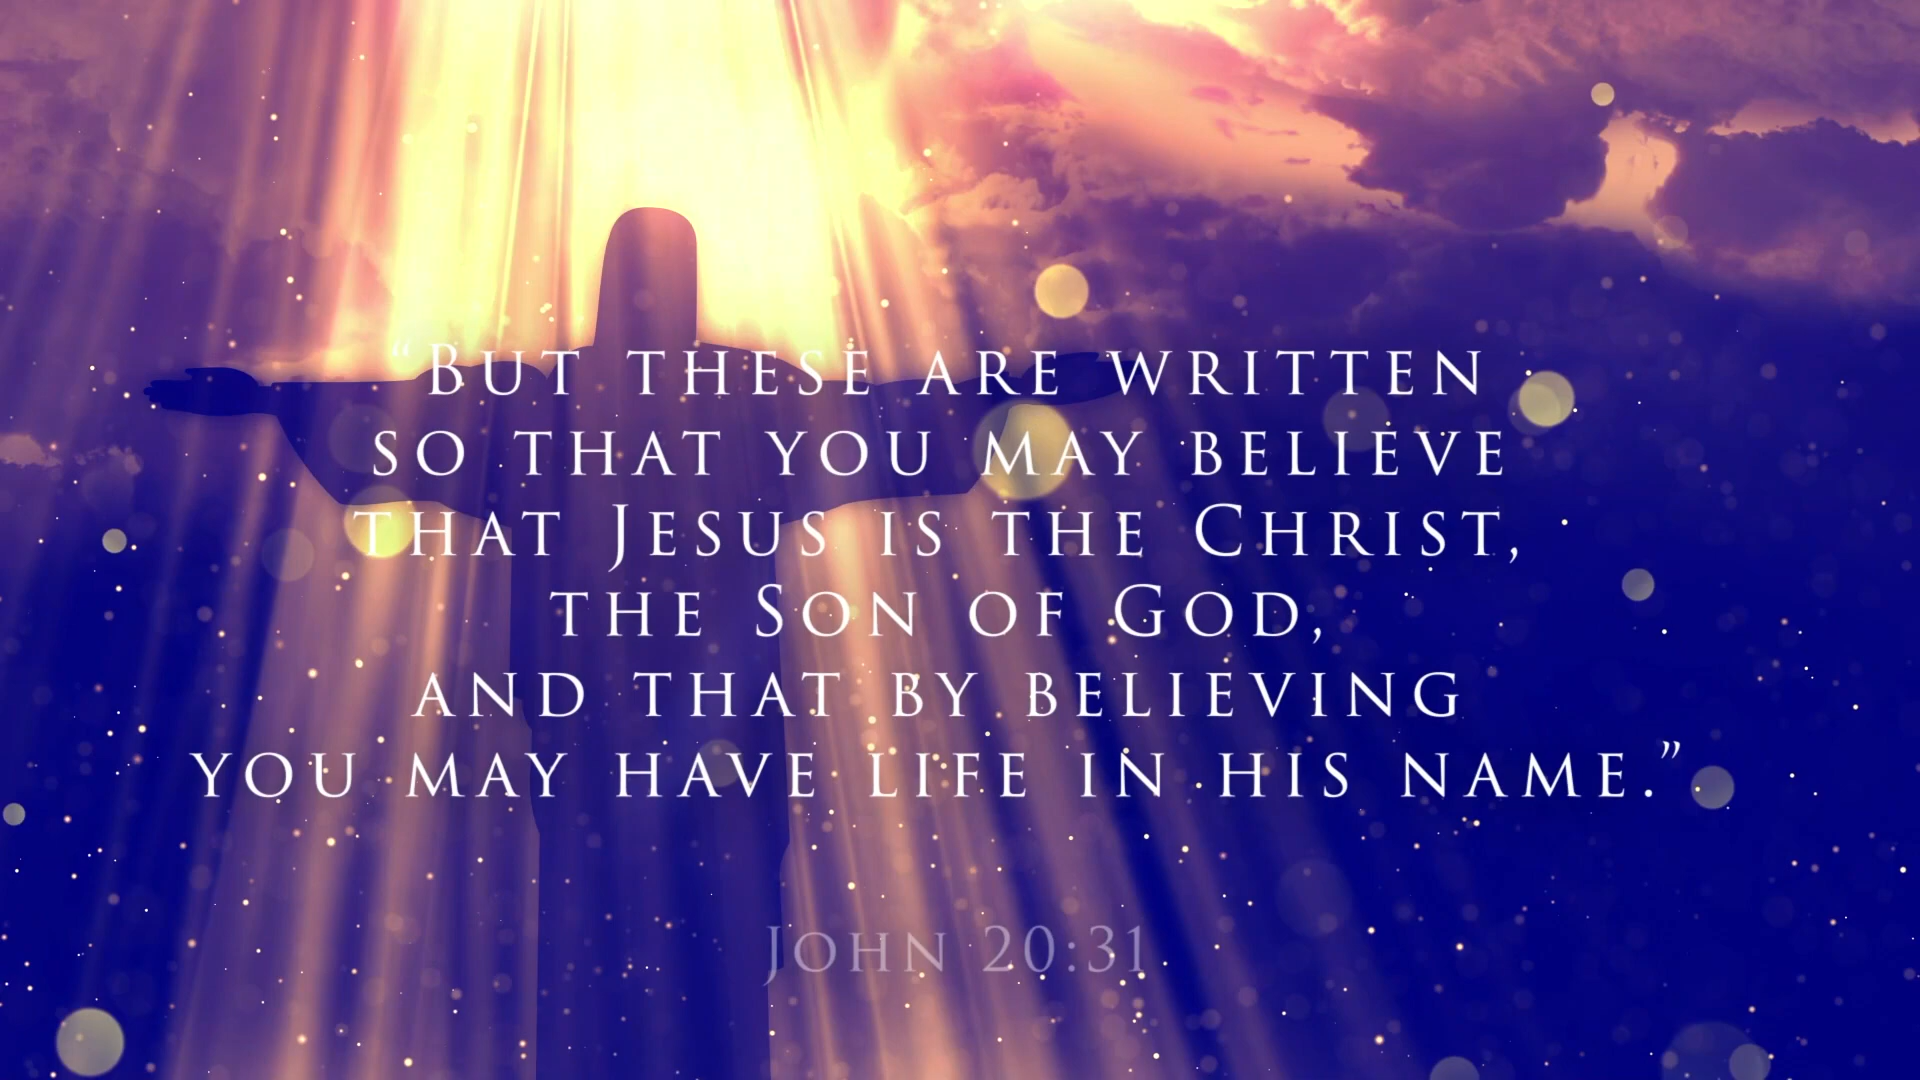 “But these are written
so that you may believe
that Jesus is the Christ,
the Son of God,
and that by believing
you may have life in his name.”
John 20:31